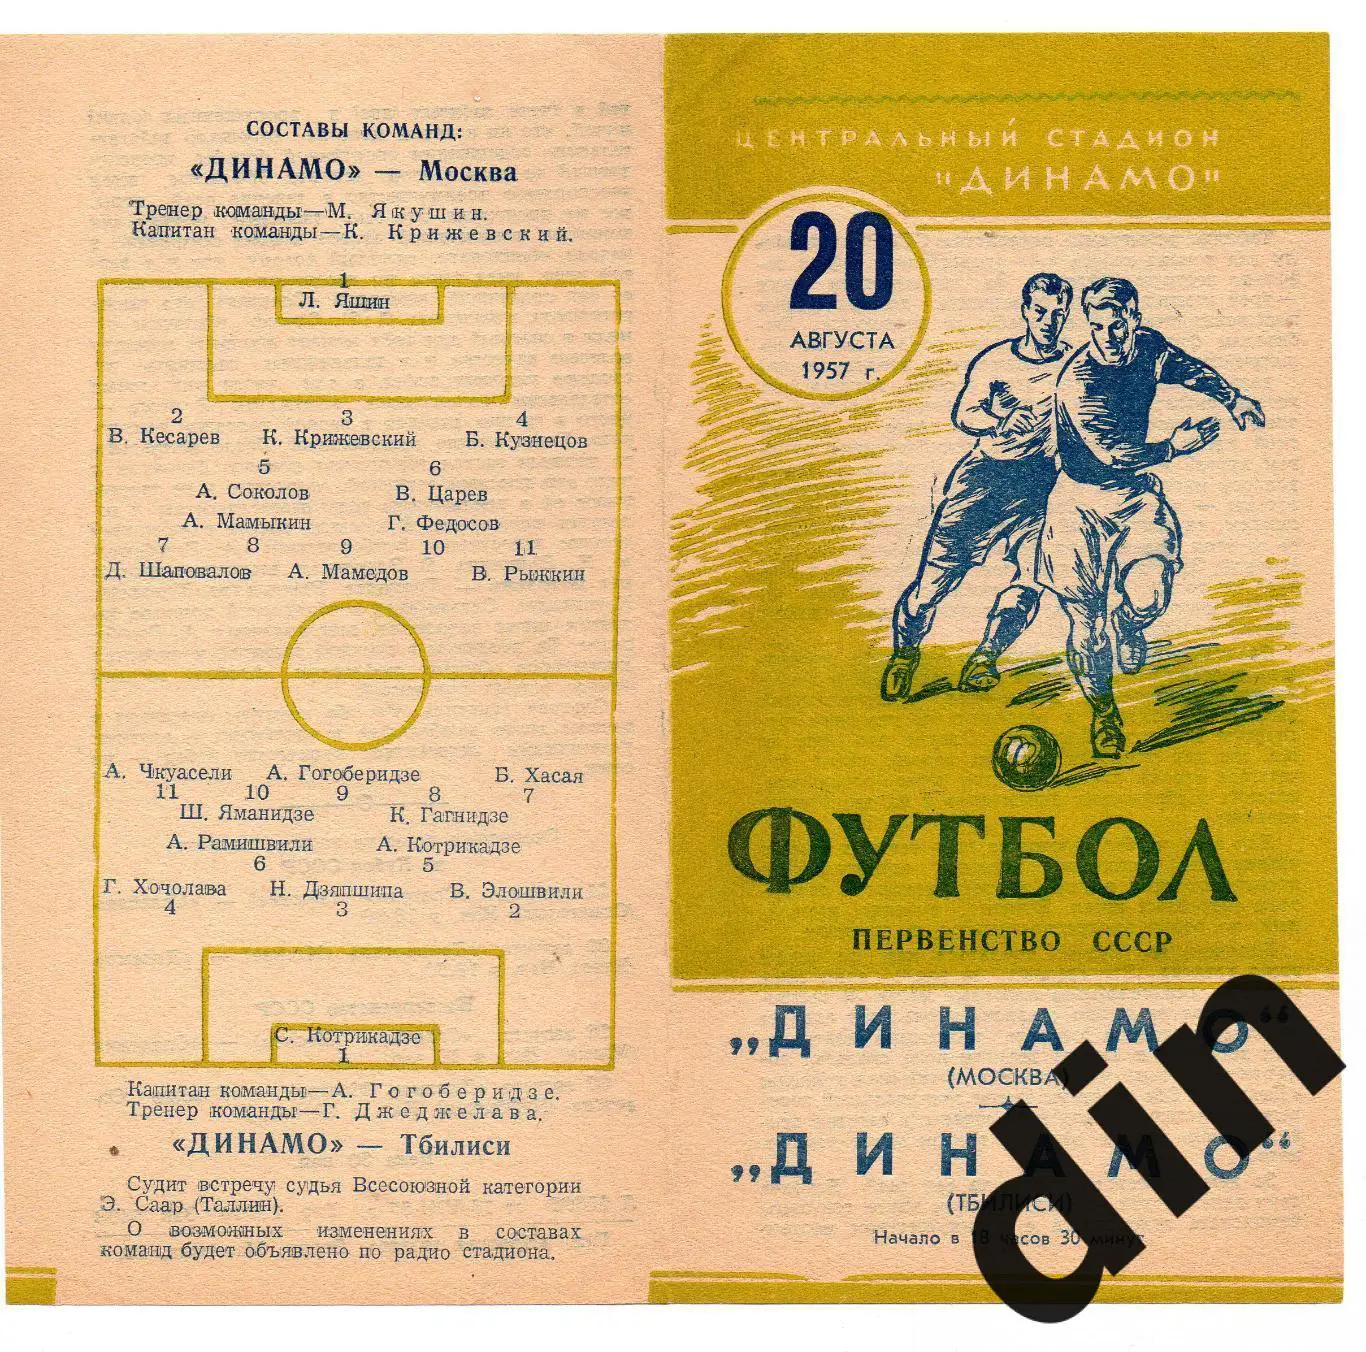 СОСТАВЫ КОМАНД:
«ДИНАМО» — Москва
Тренер команды—М. Якушин.
Капитан команды—К. Крижевский.
1
Л. Яшин
2 3 4
В. Кесарев К. Крижевский Б. Кузнецов
5 6
А. Соколов В. Царев
А. Мамыкин Г. Федосов
7 8 9 10 11
Д. Шаповалов А. Мамедов В. Рыжкин
А. Чкуасели А. Гогоберидзе Б. Хасая
11 10 9 8 7
Ш. Яманидзе К. Гагнидзе
А. Рамишвили А. Котрикадзе
6 5
Г. Хочолава Н. Дзяпшипа В. Элошвили
4 3 2
С. Котрикадзе
1
Капитан команды—А. Гогоберидзе.
Тренер команды—Г. Джеджелава.
«ДИНАМО» — Тбилиси
Судит встречу судья Всесоюзной категории
Э. Саар (Таллин).
О возможных изменениях в составах
команд будет объявлено по радио стадиона.
ЦЕНТРАЛЬНЫЙ СТАДИОН
"ДИНАМО"
20
АВГУСТА
1957 г.
ФУТБОЛ
ПЕРВЕНСТВО СССР
„ДИНАМО“
(МОСКВА)
„ДИНАМО“
(ТБИЛИСИ)
Начало в 18 часов 30 минут
din